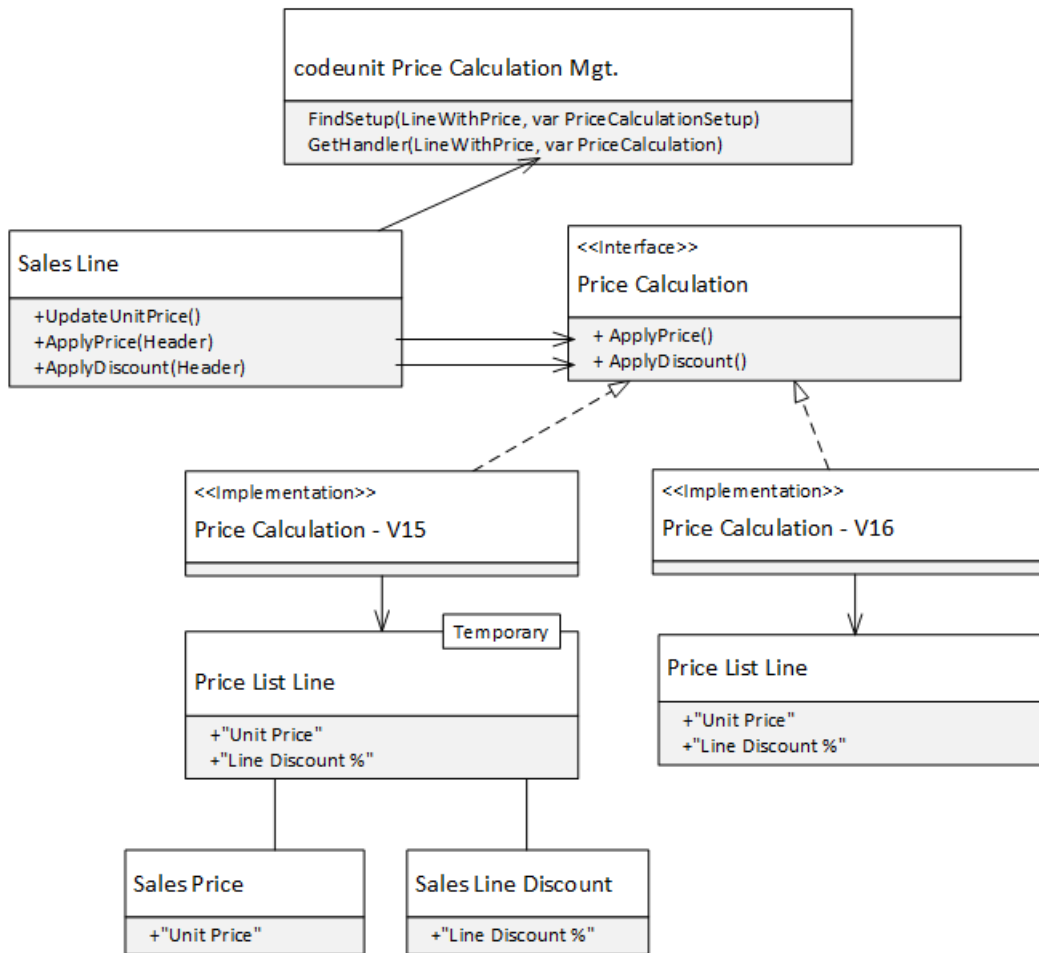 codeunit Price Calculation Mgt.
FindSetup(LineWithPrice, var PriceCalculationSetup)
GetHandler(LineWithPrice, var PriceCalculation)
Sales Line
+UpdateUnitPrice()
+ApplyPrice(Header)
+ApplyDiscount(Header)
<<Interface>>
Price Calculation
+ ApplyPrice()
+ ApplyDiscount()
<<Implementation>>
Price Calculation - V15
<<Implementation>>
Price Calculation - V16
Temporary
Price List Line
+"Unit Price"
+"Line Discount %"
Price List Line
+"Unit Price"
+"Line Discount %"
Sales Price
+"Unit Price"
Sales Line Discount
+"Line Discount %"